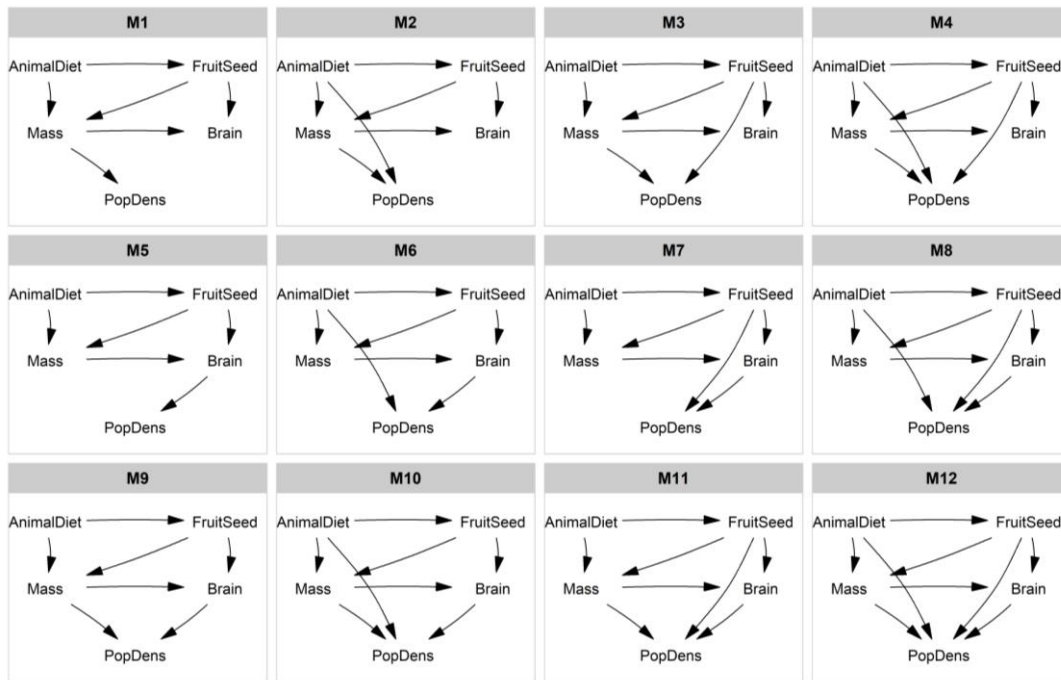 M1 M2 M3 M4
AnimalDiet FruitSeed AnimalDiet FruitSeed AnimalDiet FruitSeed AnimalDiet FruitSeed
Mass Brain Mass Brain Mass Brain Mass Brain
PopDens PopDens PopDens PopDens
M5 M6 M7 M8
AnimalDiet FruitSeed AnimalDiet FruitSeed AnimalDiet FruitSeed AnimalDiet FruitSeed
Mass Brain Mass Brain Mass Brain Mass Brain
PopDens PopDens PopDens PopDens
M9 M10 M11 M12
AnimalDiet FruitSeed AnimalDiet FruitSeed AnimalDiet FruitSeed AnimalDiet FruitSeed
Mass Brain Mass Brain Mass Brain Mass Brain
PopDens PopDens PopDens PopDens